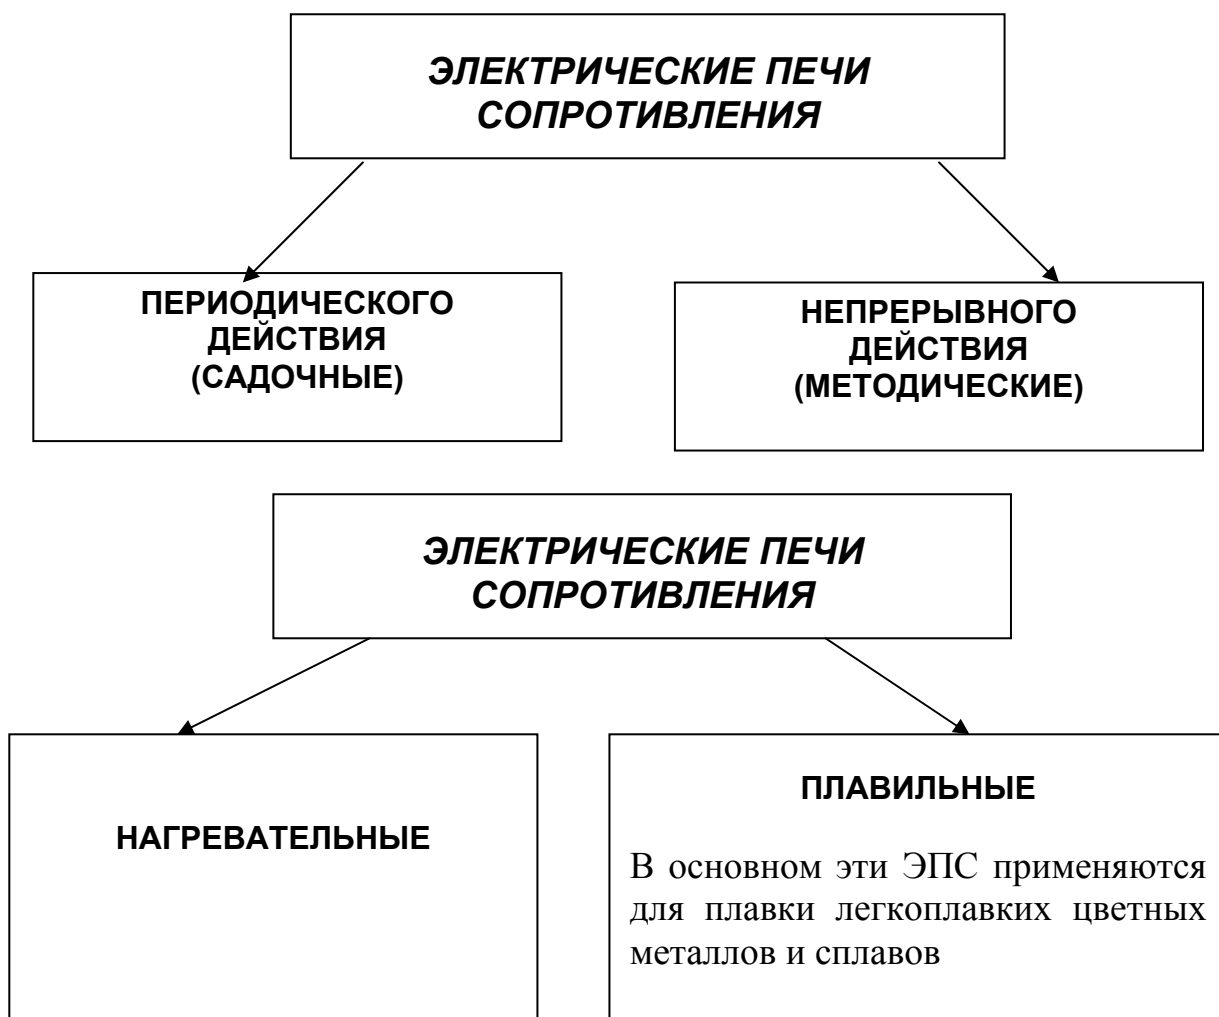 ЭЛЕКТРИЧЕСКИЕ ПЕЧИ
СОПРОТИВЛЕНИЯ
ПЕРИОДИЧЕСКОГО
ДЕЙСТВИЯ
(САДОЧНЫЕ)
НЕПРЕРЫВНОГО
ДЕЙСТВИЯ
(МЕТОДИЧЕСКИЕ)
ЭЛЕКТРИЧЕСКИЕ ПЕЧИ
СОПРОТИВЛЕНИЯ
НАГРЕВАТЕЛЬНЫЕ
ПЛАВИЛЬНЫЕ
В основном эти ЭПС применяются
для плавки легкоплавких цветных
металлов и сплавов